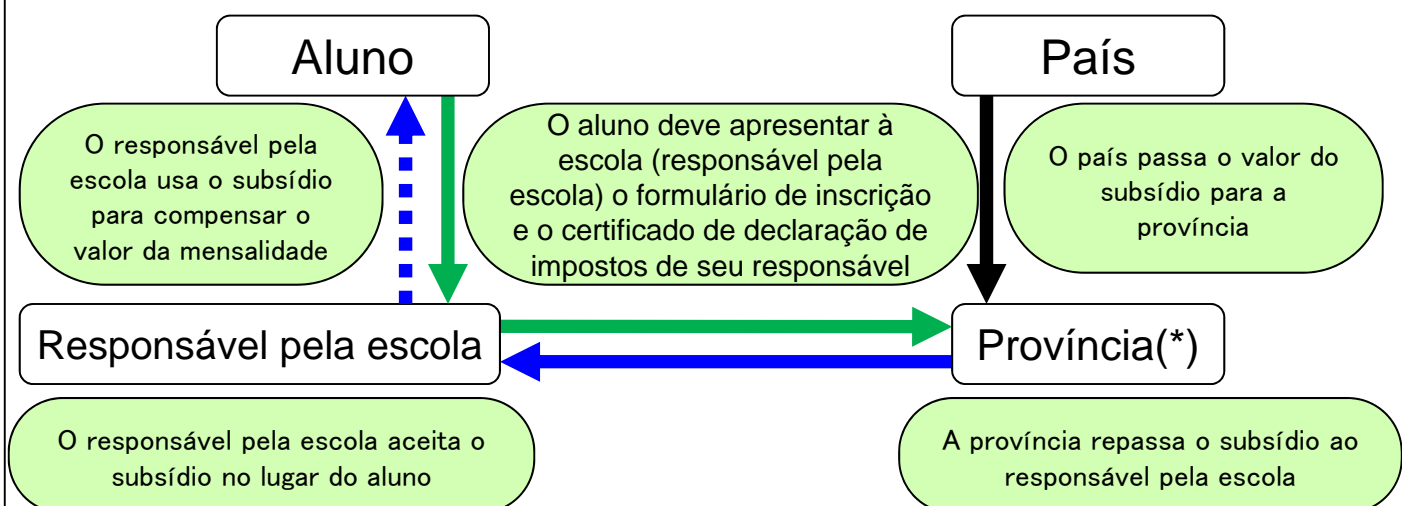 Aluno
País
O responsável pela
escola usa o subsídio
para compensar o
valor da mensalidade
O aluno deve apresentar à
escola (responsável pela
escola) o formulário de inscrição
e o certificado de declaração de
impostos de seu responsável
O país passa o valor do
subsídio para a
província
Responsável pela escola
Província(*)
O responsável pela escola aceita o
subsídio no lugar do aluno
A província repassa o subsídio ao
responsável pela escola